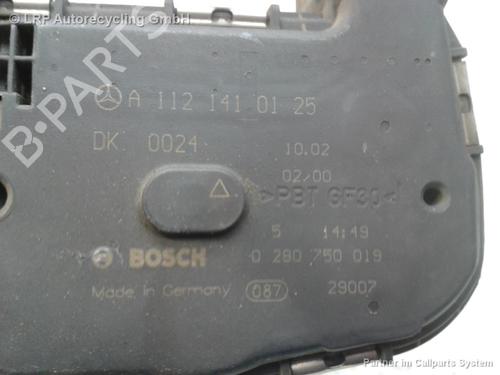 LRP Autorecycling GmbH
A 112 141 01 25
DK 0024
10.02
02/00
>PBT GF30<
5 14:49
BOSCH 0 280 750 019
Made in Germany 087 29007
B-PARTS
Partner im Callparts System